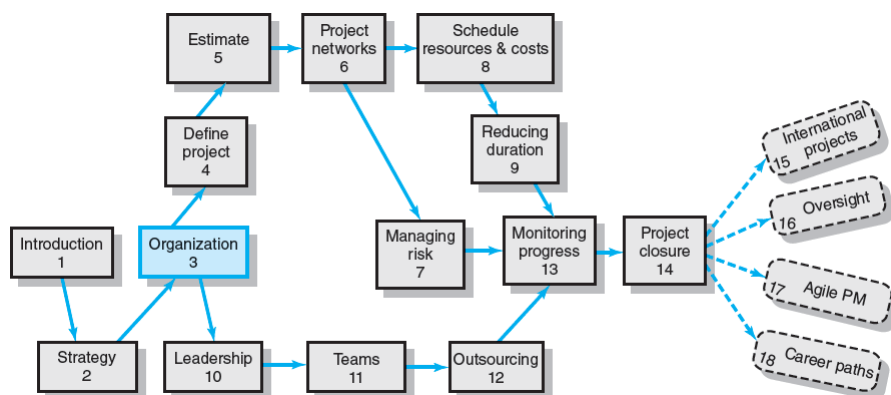 Estimate
5
Project
networks
6
Schedule
resources & costs
8
Define
project
4
Reducing
duration
9
International
projects
15
Oversight
16
Introduction
1
Organization
3
Managing
risk
7
Monitoring
progress
13
Project
closure
14
Agile PM
17
Strategy
2
Leadership
10
Teams
11
Outsourcing
12
Career paths
18